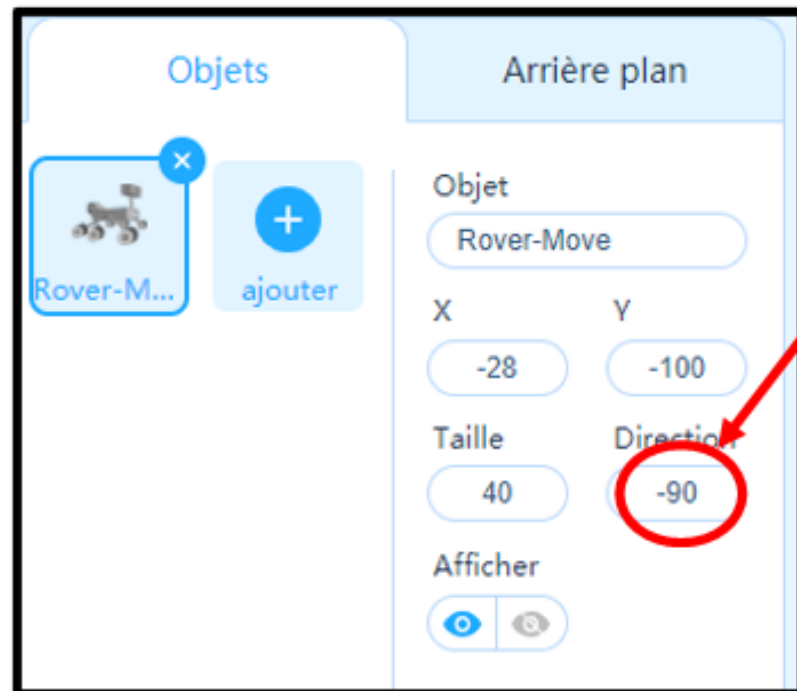 Objets
Arrière plan
Rover-M...
ajouter
Objet
Rover-Move
X
Y
-28
-100
Taille
Direction
40
-90
Afficher